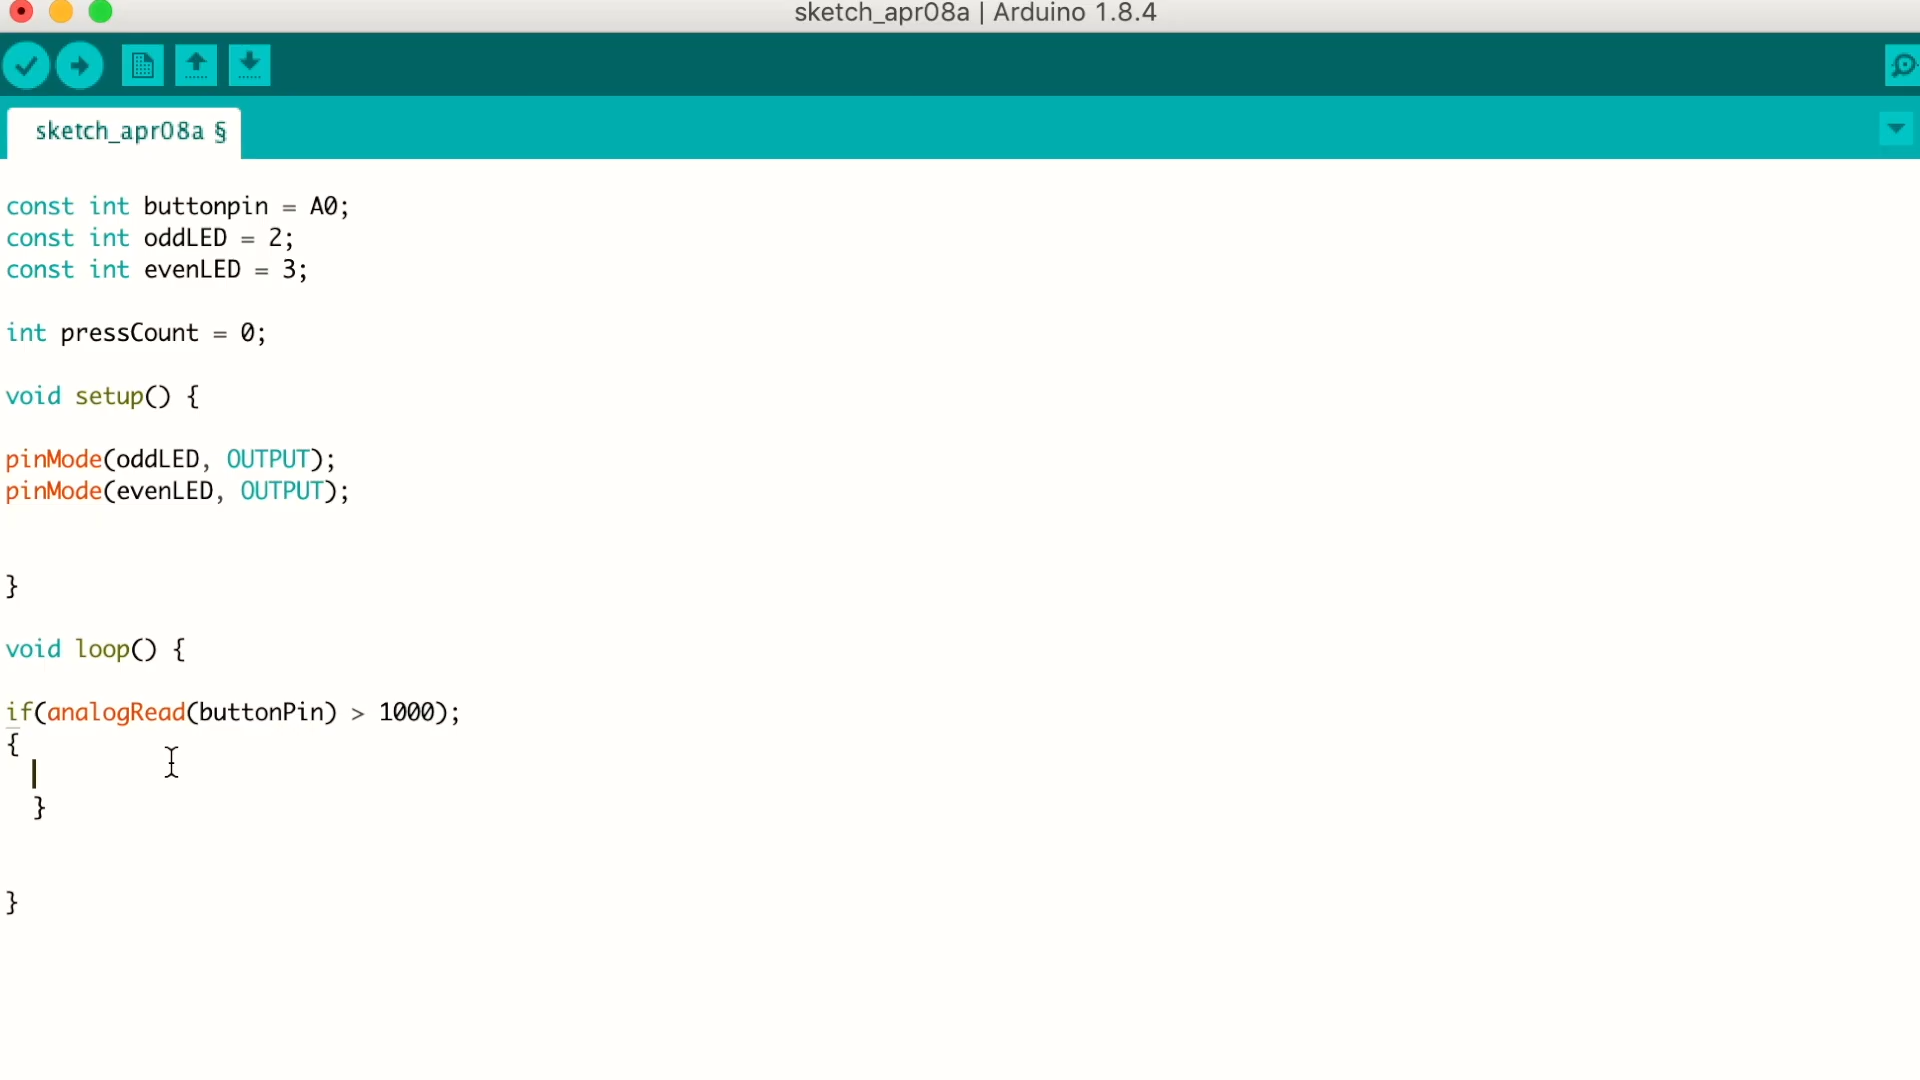 sketch_apr08a | Arduino 1.8.4
sketch_apr08a §
const int buttonpin = A0;
const int oddLED = 2;
const int evenLED = 3;
int pressCount = 0;
void setup() {
pinMode(oddLED, OUTPUT);
pinMode(evenLED, OUTPUT);
}
void loop() {
if(analogRead(buttonPin) > 1000);
{
}
}